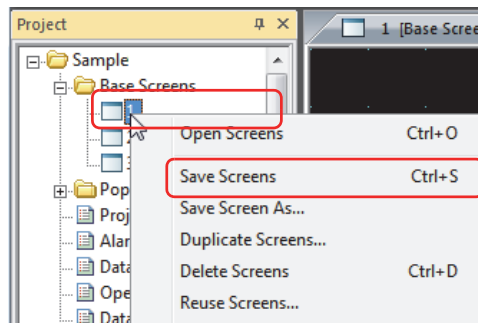 Project
1 [Base Scree
Sample
Base Screens
1
Open Screens Ctrl+O
Save Screens Ctrl+S
Pop
Save Screen As...
Proj
Alar
Duplicate Screens...
Data
Delete Screens Ctrl+D
Ope
Reuse Screens...
Data